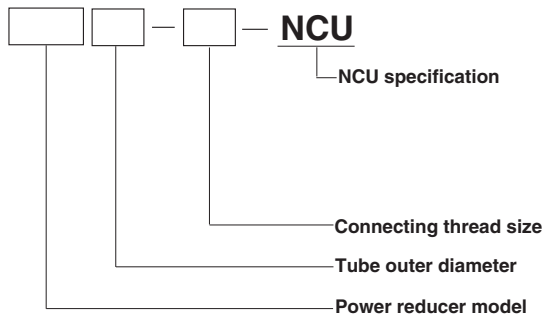 NCU
NCU specification
Connecting thread size
Tube outer diameter
Power reducer model